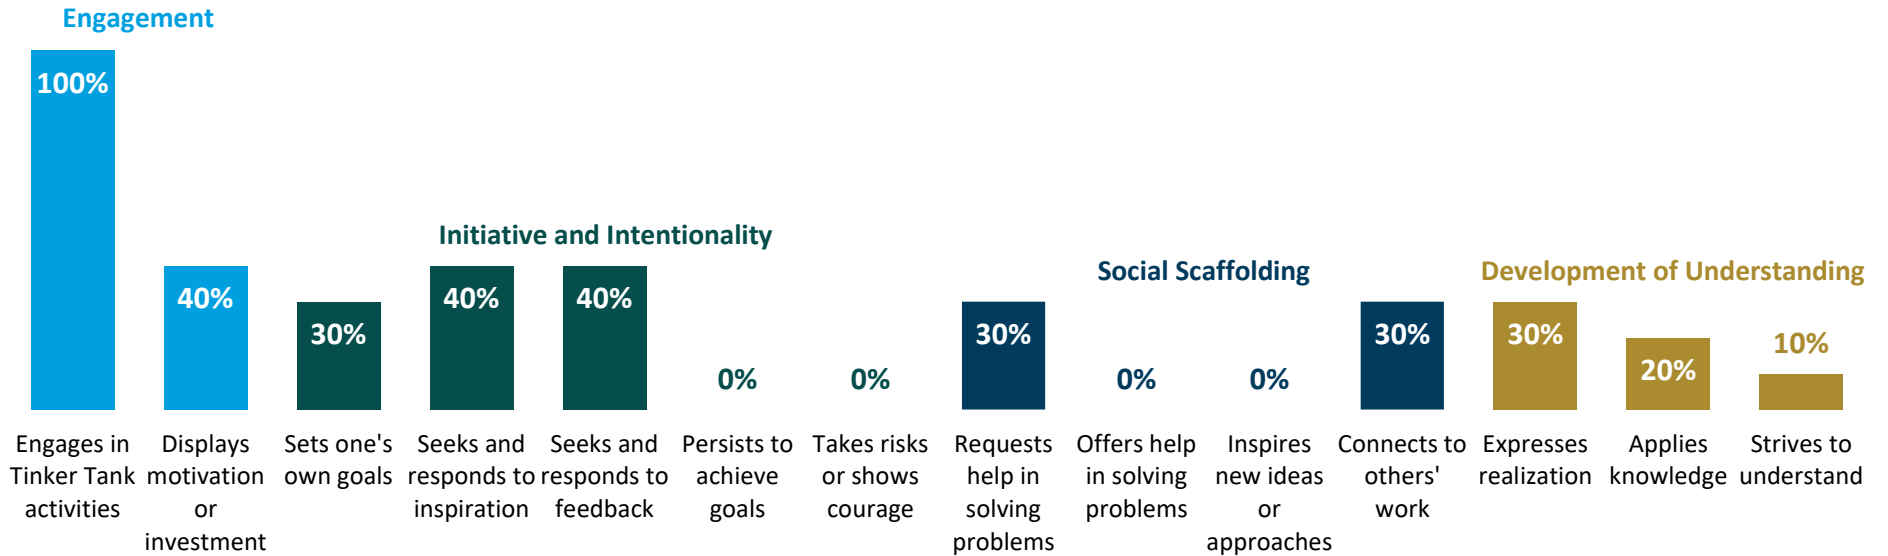 Engagement
100%
40%
30%
Initiative and Intentionality
40%
40%
0%
0%
Social Scaffolding
30%
0%
0%
30%
Development of Understanding
30%
20%
10%
Engages in
Tinker Tank
activities
Displays
motivation
or
investment
Sets one's
own goals
Seeks and
responds to
inspiration
Seeks and
responds to
feedback
Persists to
achieve
goals
Takes risks
or shows
courage
Requests
help in
solving
problems
Offers help
in solving
problems
Inspires
new ideas
or
approaches
Connects to
others'
work
Expresses
realization
Applies
knowledge
Strives to
understand